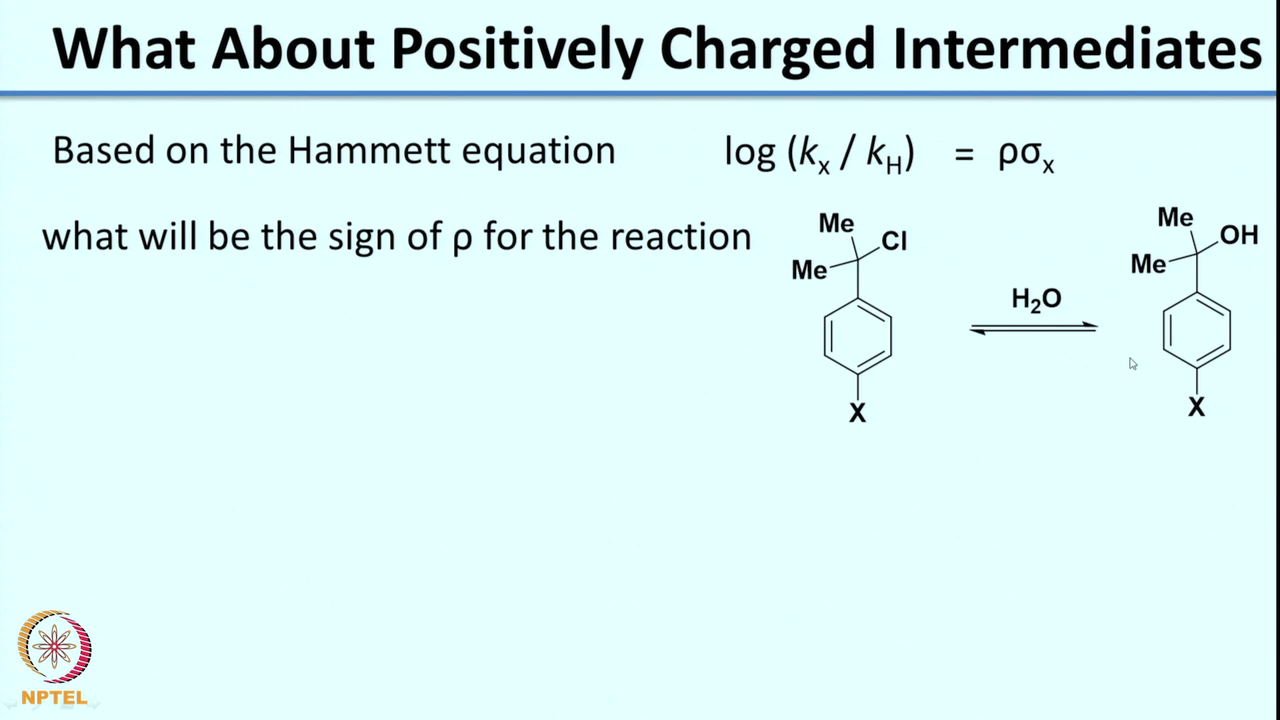 What About Positively Charged Intermediates
Based on the Hammett equation log (kx / kH) = ρσx
what will be the sign of ρ for the reaction
Me
Cl
Me
X
H2O
Me
OH
Me
X
NPTEL